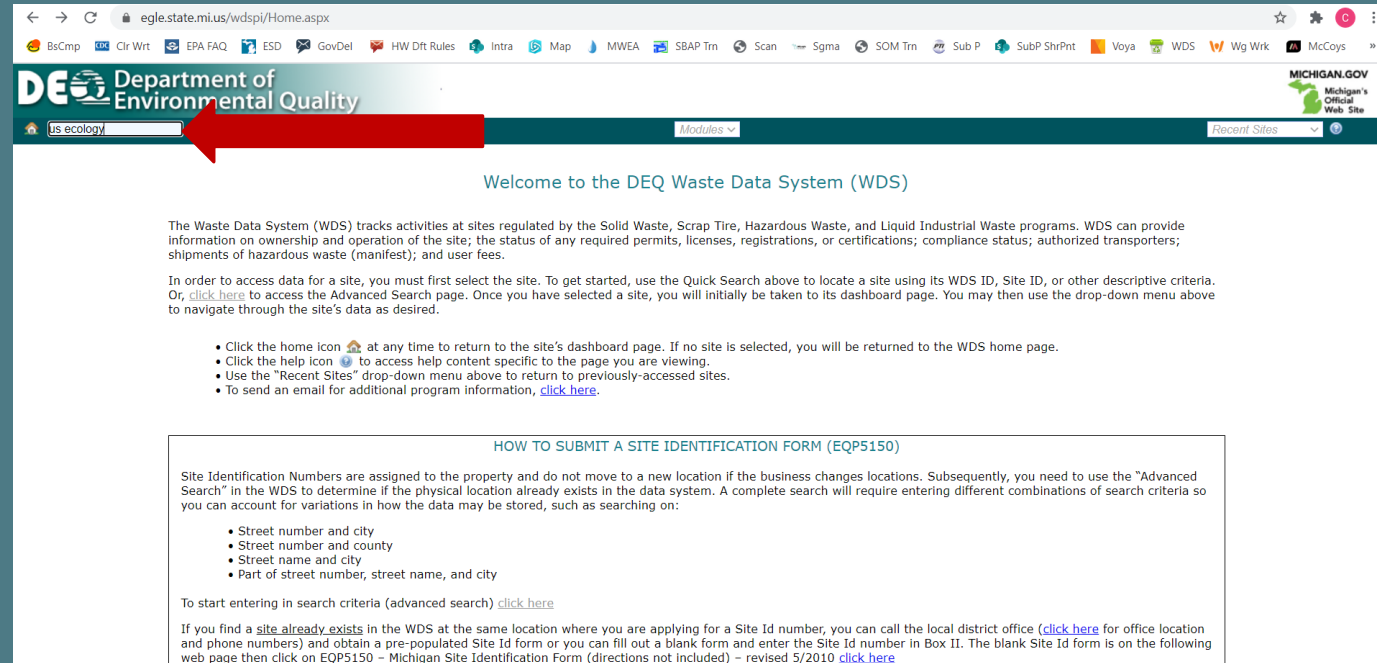 egle.state.mi.us/wdspi/Home.aspx
C
BsCmp CDC Clr Wrt EPA FAQ ESD GovDel HW Dft Rules Intra Map MWEA SBAP Trn Scan Sgma SOM Trn Sub P SubP ShrPnt Voya WDS Wg Wrk McCoys »
DEQ Department of
Environmental Quality
MICHIGAN.GOV
Michigan's
Official
Web Site
us ecology Modules Recent Sites
Welcome to the DEQ Waste Data System (WDS)
The Waste Data System (WDS) tracks activities at sites regulated by the Solid Waste, Scrap Tire, Hazardous Waste, and Liquid Industrial Waste programs. WDS can provide
information on ownership and operation of the site; the status of any required permits, licenses, registrations, or certifications; compliance status; authorized transporters;
shipments of hazardous waste (manifest); and user fees.
In order to access data for a site, you must first select the site. To get started, use the Quick Search above to locate a site using its WDS ID, Site ID, or other descriptive criteria.
Or, click here to access the Advanced Search page. Once you have selected a site, you will initially be taken to its dashboard page. You may then use the drop-down menu above
to navigate through the site's data as desired.
• Click the home icon at any time to return to the site's dashboard page. If no site is selected, you will be returned to the WDS home page.
• Click the help icon to access help content specific to the page you are viewing.
• Use the "Recent Sites" drop-down menu above to return to previously-accessed sites.
• To send an email for additional program information, click here.
HOW TO SUBMIT A SITE IDENTIFICATION FORM (EQP5150)
Site Identification Numbers are assigned to the property and do not move to a new location if the business changes locations. Subsequently, you need to use the "Advanced
Search" in the WDS to determine if the physical location already exists in the data system. A complete search will require entering different combinations of search criteria so
you can account for variations in how the data may be stored, such as searching on:
• Street number and city
• Street number and county
• Street name and city
• Part of street number, street name, and city
To start entering in search criteria (advanced search) click here
If you find a site already exists in the WDS at the same location where you are applying for a Site Id number, you can call the local district office (click here for office location
and phone numbers) and obtain a pre-populated Site Id form or you can fill out a blank form and enter the Site Id number in Box II. The blank Site Id form is on the following
web page then click on EQP5150 – Michigan Site Identification Form (directions not included) – revised 5/2010 click here